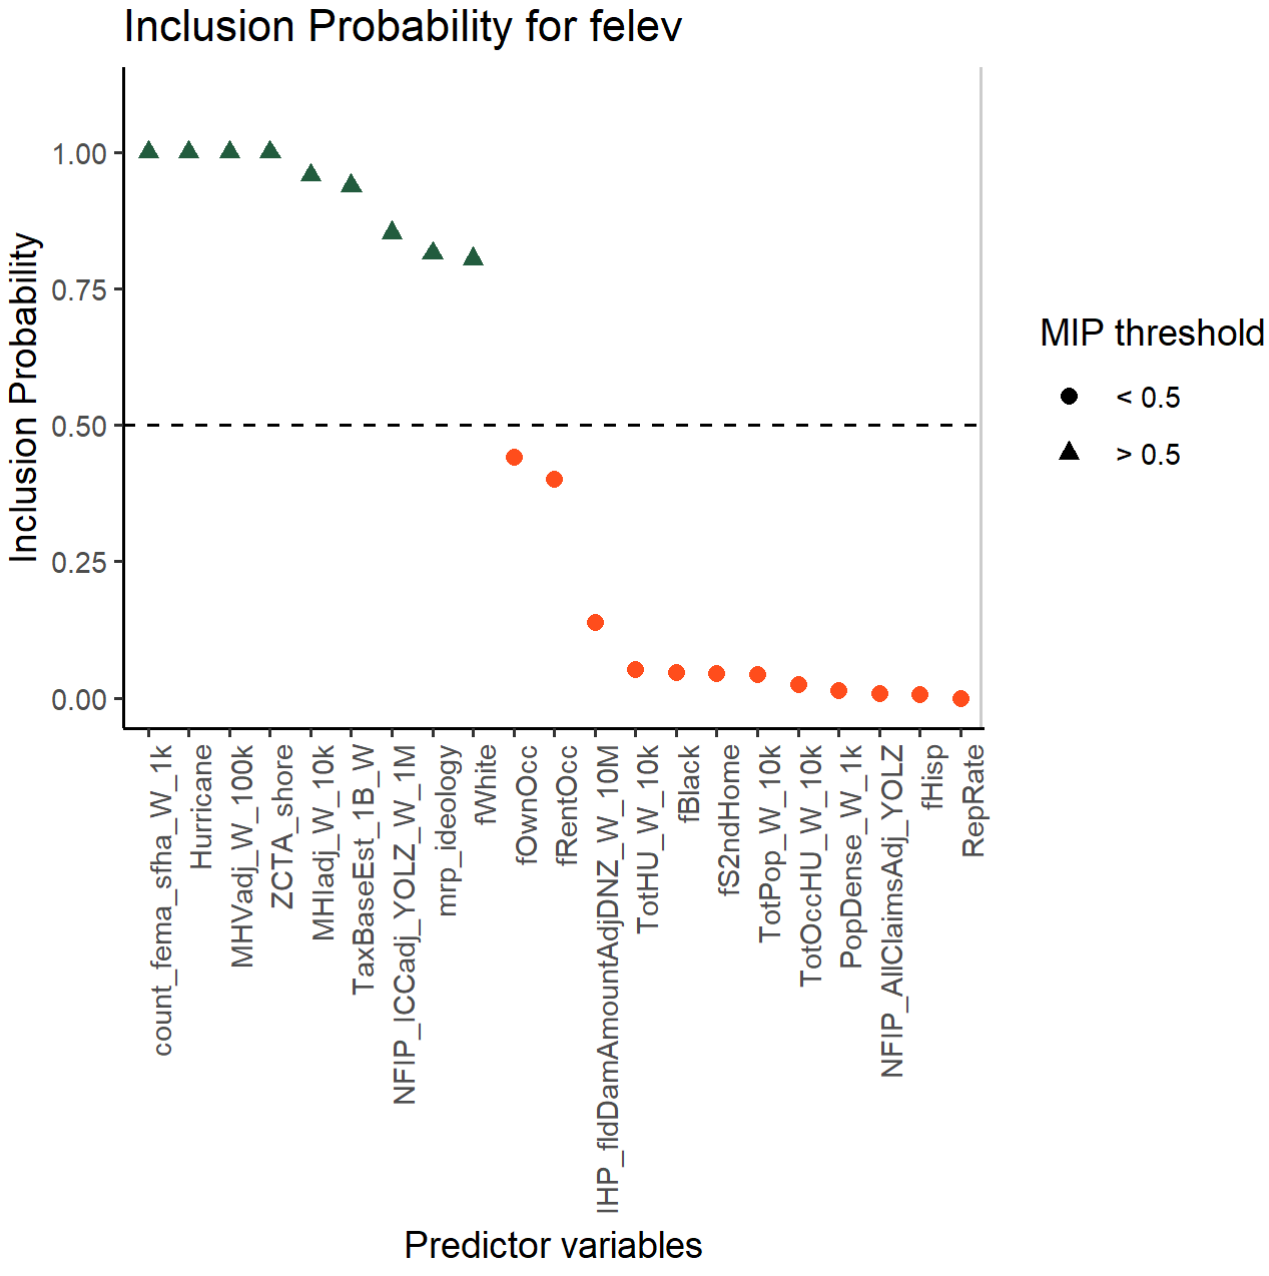 Inclusion Probability for felev
Inclusion Probability
1.00
0.75
0.50
0.25
0.00
count_fema_sfha_W_1k
Hurricane
MHVadj_W_100k
ZCTA_shore
MHIadj_W_10k
TaxBaseEst_1B_W
NFIP_ICCadj_YOLZ_W_1M
mrp_ideology
fWhite
fOwnOcc
fRentOcc
IHP_fldDamAmountAdjDNZ_W_10M
TotHU_W_10k
fBlack
fS2ndHome
TotPop_W_10k
TotOccHU_W_10k
PopDense_W_1k
NFIP_AllClaimsAdj_YOLZ
fHisp
RepRate
Predictor variables
MIP threshold
< 0.5
> 0.5